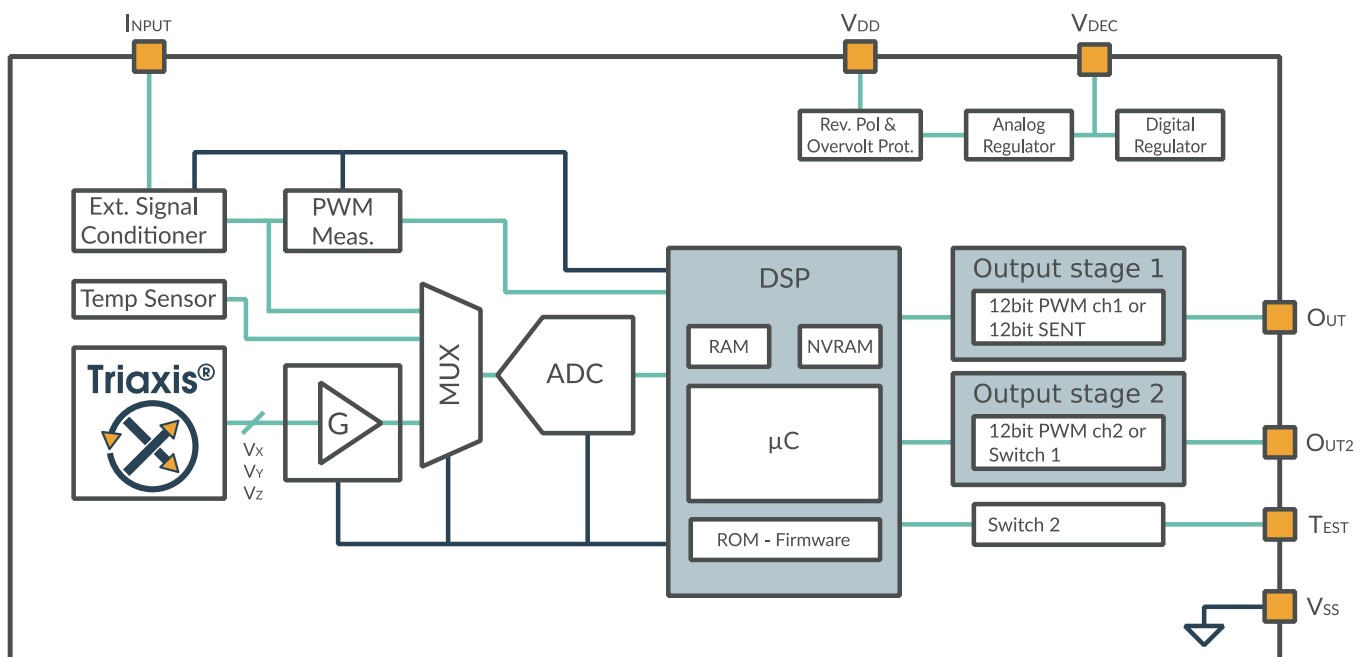 INPUT
VDD
VDEC
Rev. Pol &
Overvolt Prot.
Analog
Regulator
Digital
Regulator
Ext. Signal
Conditioner
PWM
Meas.
Temp Sensor
Triaxis®
VX
VY
VZ
G
MUX
ADC
DSP
RAM
NVRAM
µC
ROM - Firmware
Output stage 1
12bit PWM ch1 or
12bit SENT
Output stage 2
12bit PWM ch2 or
Switch 1
Switch 2
OUT
OUT2
TEST
VSS